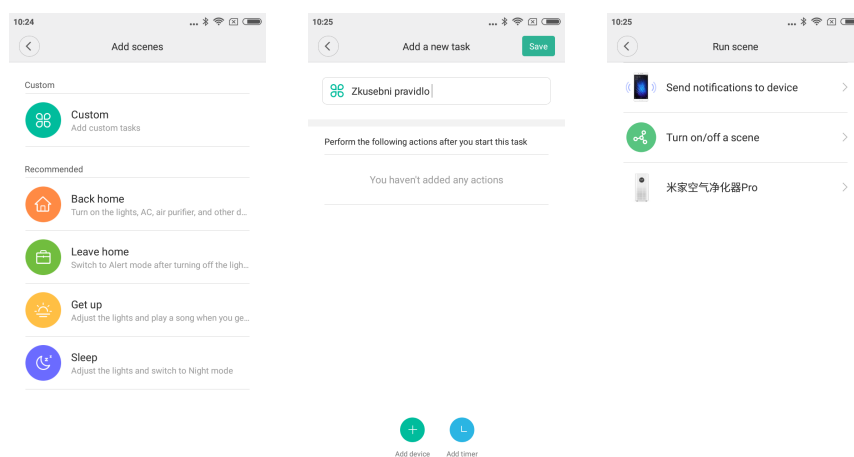 10:24
Add scenes
Custom
Custom
Add custom tasks
Recommended
Back home
Turn on the lights, AC, air purifier, and other d...
Leave home
Switch to Alert mode after turning off the ligh...
Get up
Adjust the lights and play a song when you ge...
Sleep
Adjust the lights and switch to Night mode
10:25
Add a new task
Save
Zkusebni pravidlo
Perform the following actions after you start this task
You haven't added any actions
Add device
Add timer
10:25
Run scene
Send notifications to device
Turn on/off a scene
米家空气净化器Pro